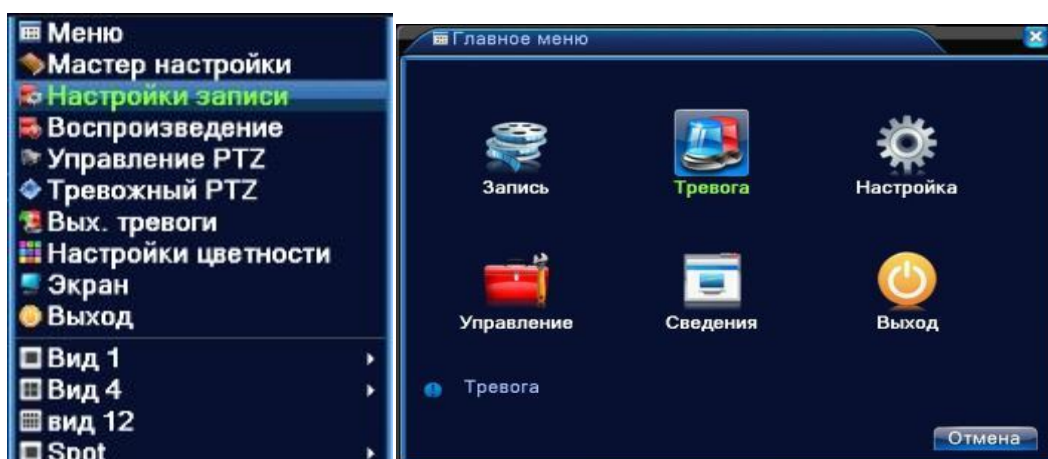 Меню
Мастер настройки
Настройки записи
Воспроизведение
Управление PTZ
Тревожный PTZ
Вых. тревоги
Настройки цветности
Экран
Выход
Вид 1
Вид 4
вид 12
Spot
Главное меню
Запись
Тревога
Настройка
Управление
Сведения
Выход
Тревога
Отмена